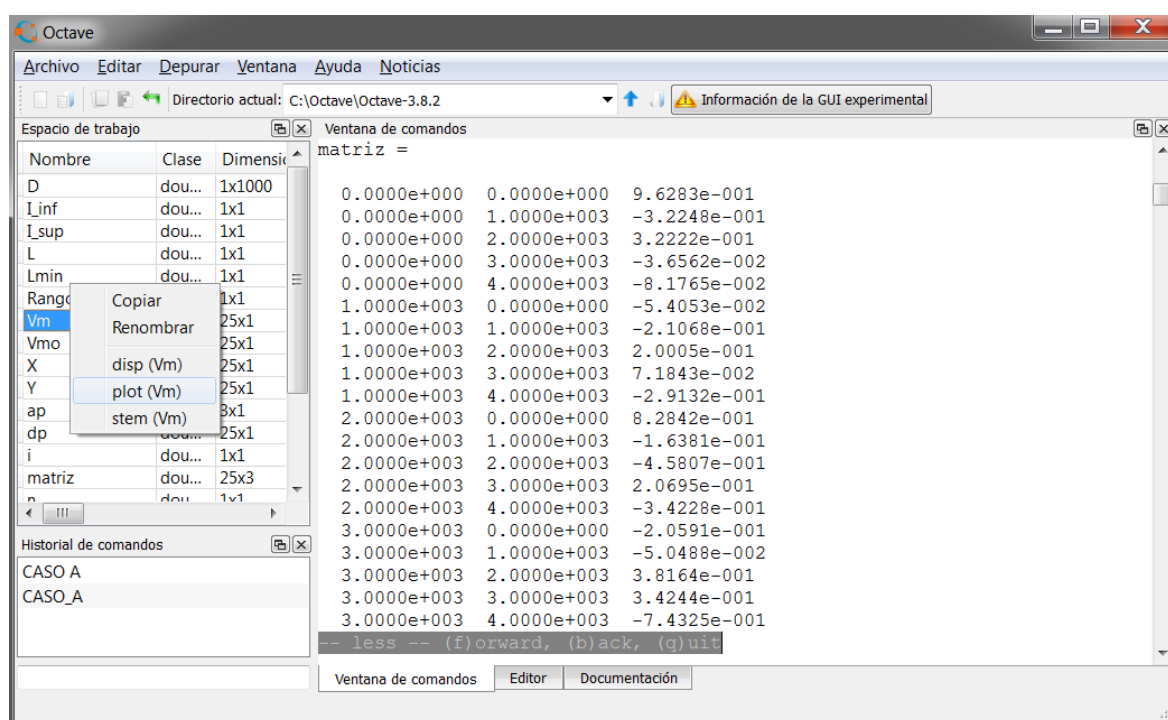 Octave
Archivo Editar Depurar Ventana Ayuda Noticias
Directorio actual: C:\Octave\Octave-3.8.2 Información de la GUI experimental
Espacio de trabajo
Nombre Clase Dimensi
D dou... 1x1000
I_inf dou... 1x1
I_sup dou... 1x1
L dou... 1x1
Lmin dou... 1x1
Rango 1x1
Vm 25x1
Vmo 25x1
X 25x1
Y 25x1
ap 3x1
dp dou... 25x1
i dou... 1x1
matriz dou... 25x3
n dou... 1x1
Copiar
Renombrar
disp (Vm)
plot (Vm)
stem (Vm)
Historial de comandos
CASO A
CASO_A
Ventana de comandos
matriz =
0.0000e+000 0.0000e+000 9.6283e-001
0.0000e+000 1.0000e+003 -3.2248e-001
0.0000e+000 2.0000e+003 3.2222e-001
0.0000e+000 3.0000e+003 -3.6562e-002
0.0000e+000 4.0000e+003 -8.1765e-002
1.0000e+003 0.0000e+000 -5.4053e-002
1.0000e+003 1.0000e+003 -2.1068e-001
1.0000e+003 2.0000e+003 2.0005e-001
1.0000e+003 3.0000e+003 7.1843e-002
1.0000e+003 4.0000e+003 -2.9132e-001
2.0000e+003 0.0000e+000 8.2842e-001
2.0000e+003 1.0000e+003 -1.6381e-001
2.0000e+003 2.0000e+003 -4.5807e-001
2.0000e+003 3.0000e+003 2.0695e-001
2.0000e+003 4.0000e+003 -3.4228e-001
3.0000e+003 0.0000e+000 -2.0591e-001
3.0000e+003 1.0000e+003 -5.0488e-002
3.0000e+003 2.0000e+003 3.8164e-001
3.0000e+003 3.0000e+003 3.4244e-001
3.0000e+003 4.0000e+003 -7.4325e-001
-- less -- (f)orward, (b)ack, (q)uit
Ventana de comandos Editor Documentación